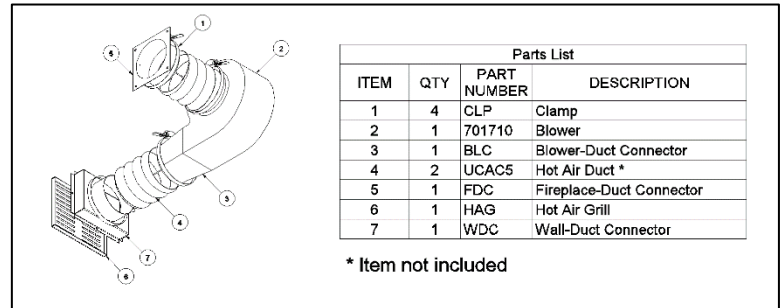 1
2
5
3
4
7
6
Parts List
ITEM QTY PART NUMBER DESCRIPTION
1 4 CLP Clamp
2 1 701710 Blower
3 1 BLC Blower-Duct Connector
4 2 UCAC5 Hot Air Duct *
5 1 FDC Fireplace-Duct Connector
6 1 HAG Hot Air Grill
7 1 WDC Wall-Duct Connector
* Item not included